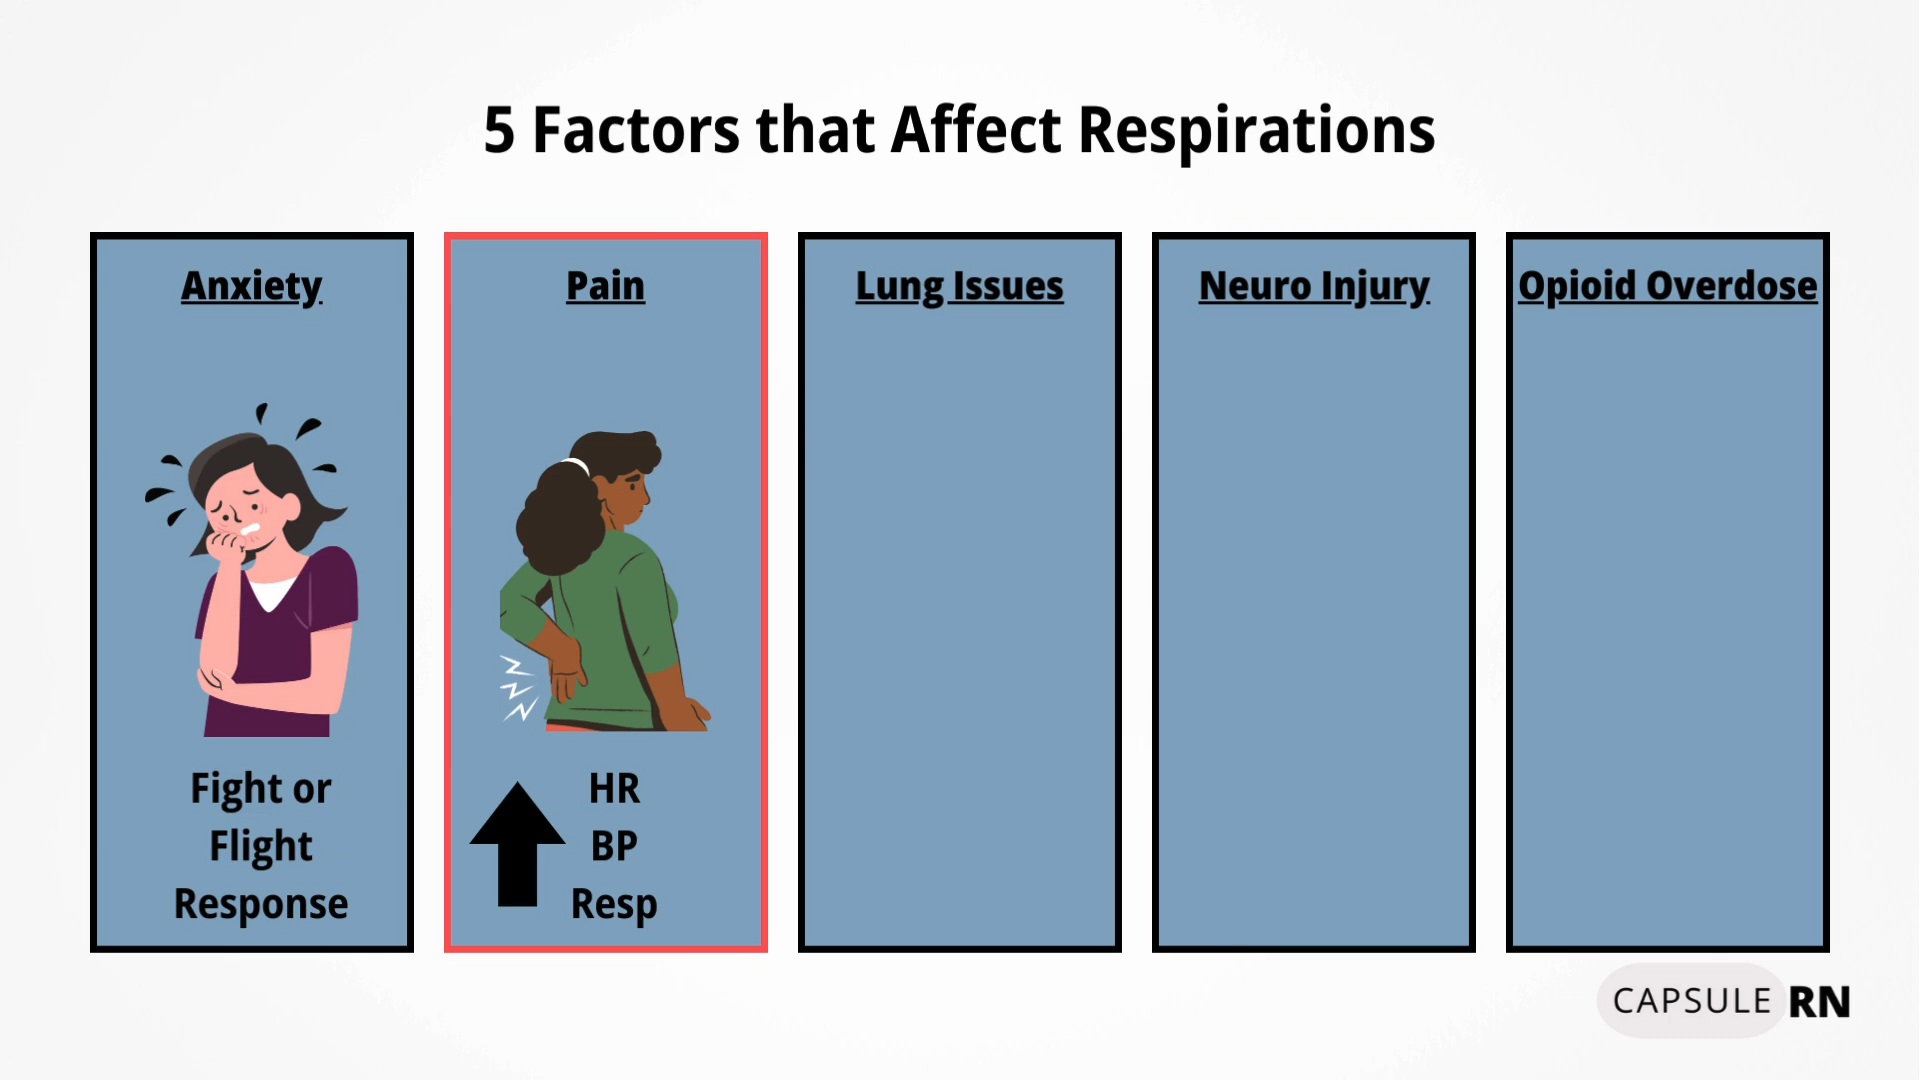 5 Factors that Affect Respirations
Anxiety
Fight or
Flight
Response
Pain
HR
BP
Resp
Lung Issues
Neuro Injury
Opioid Overdose
CAPSULE RN